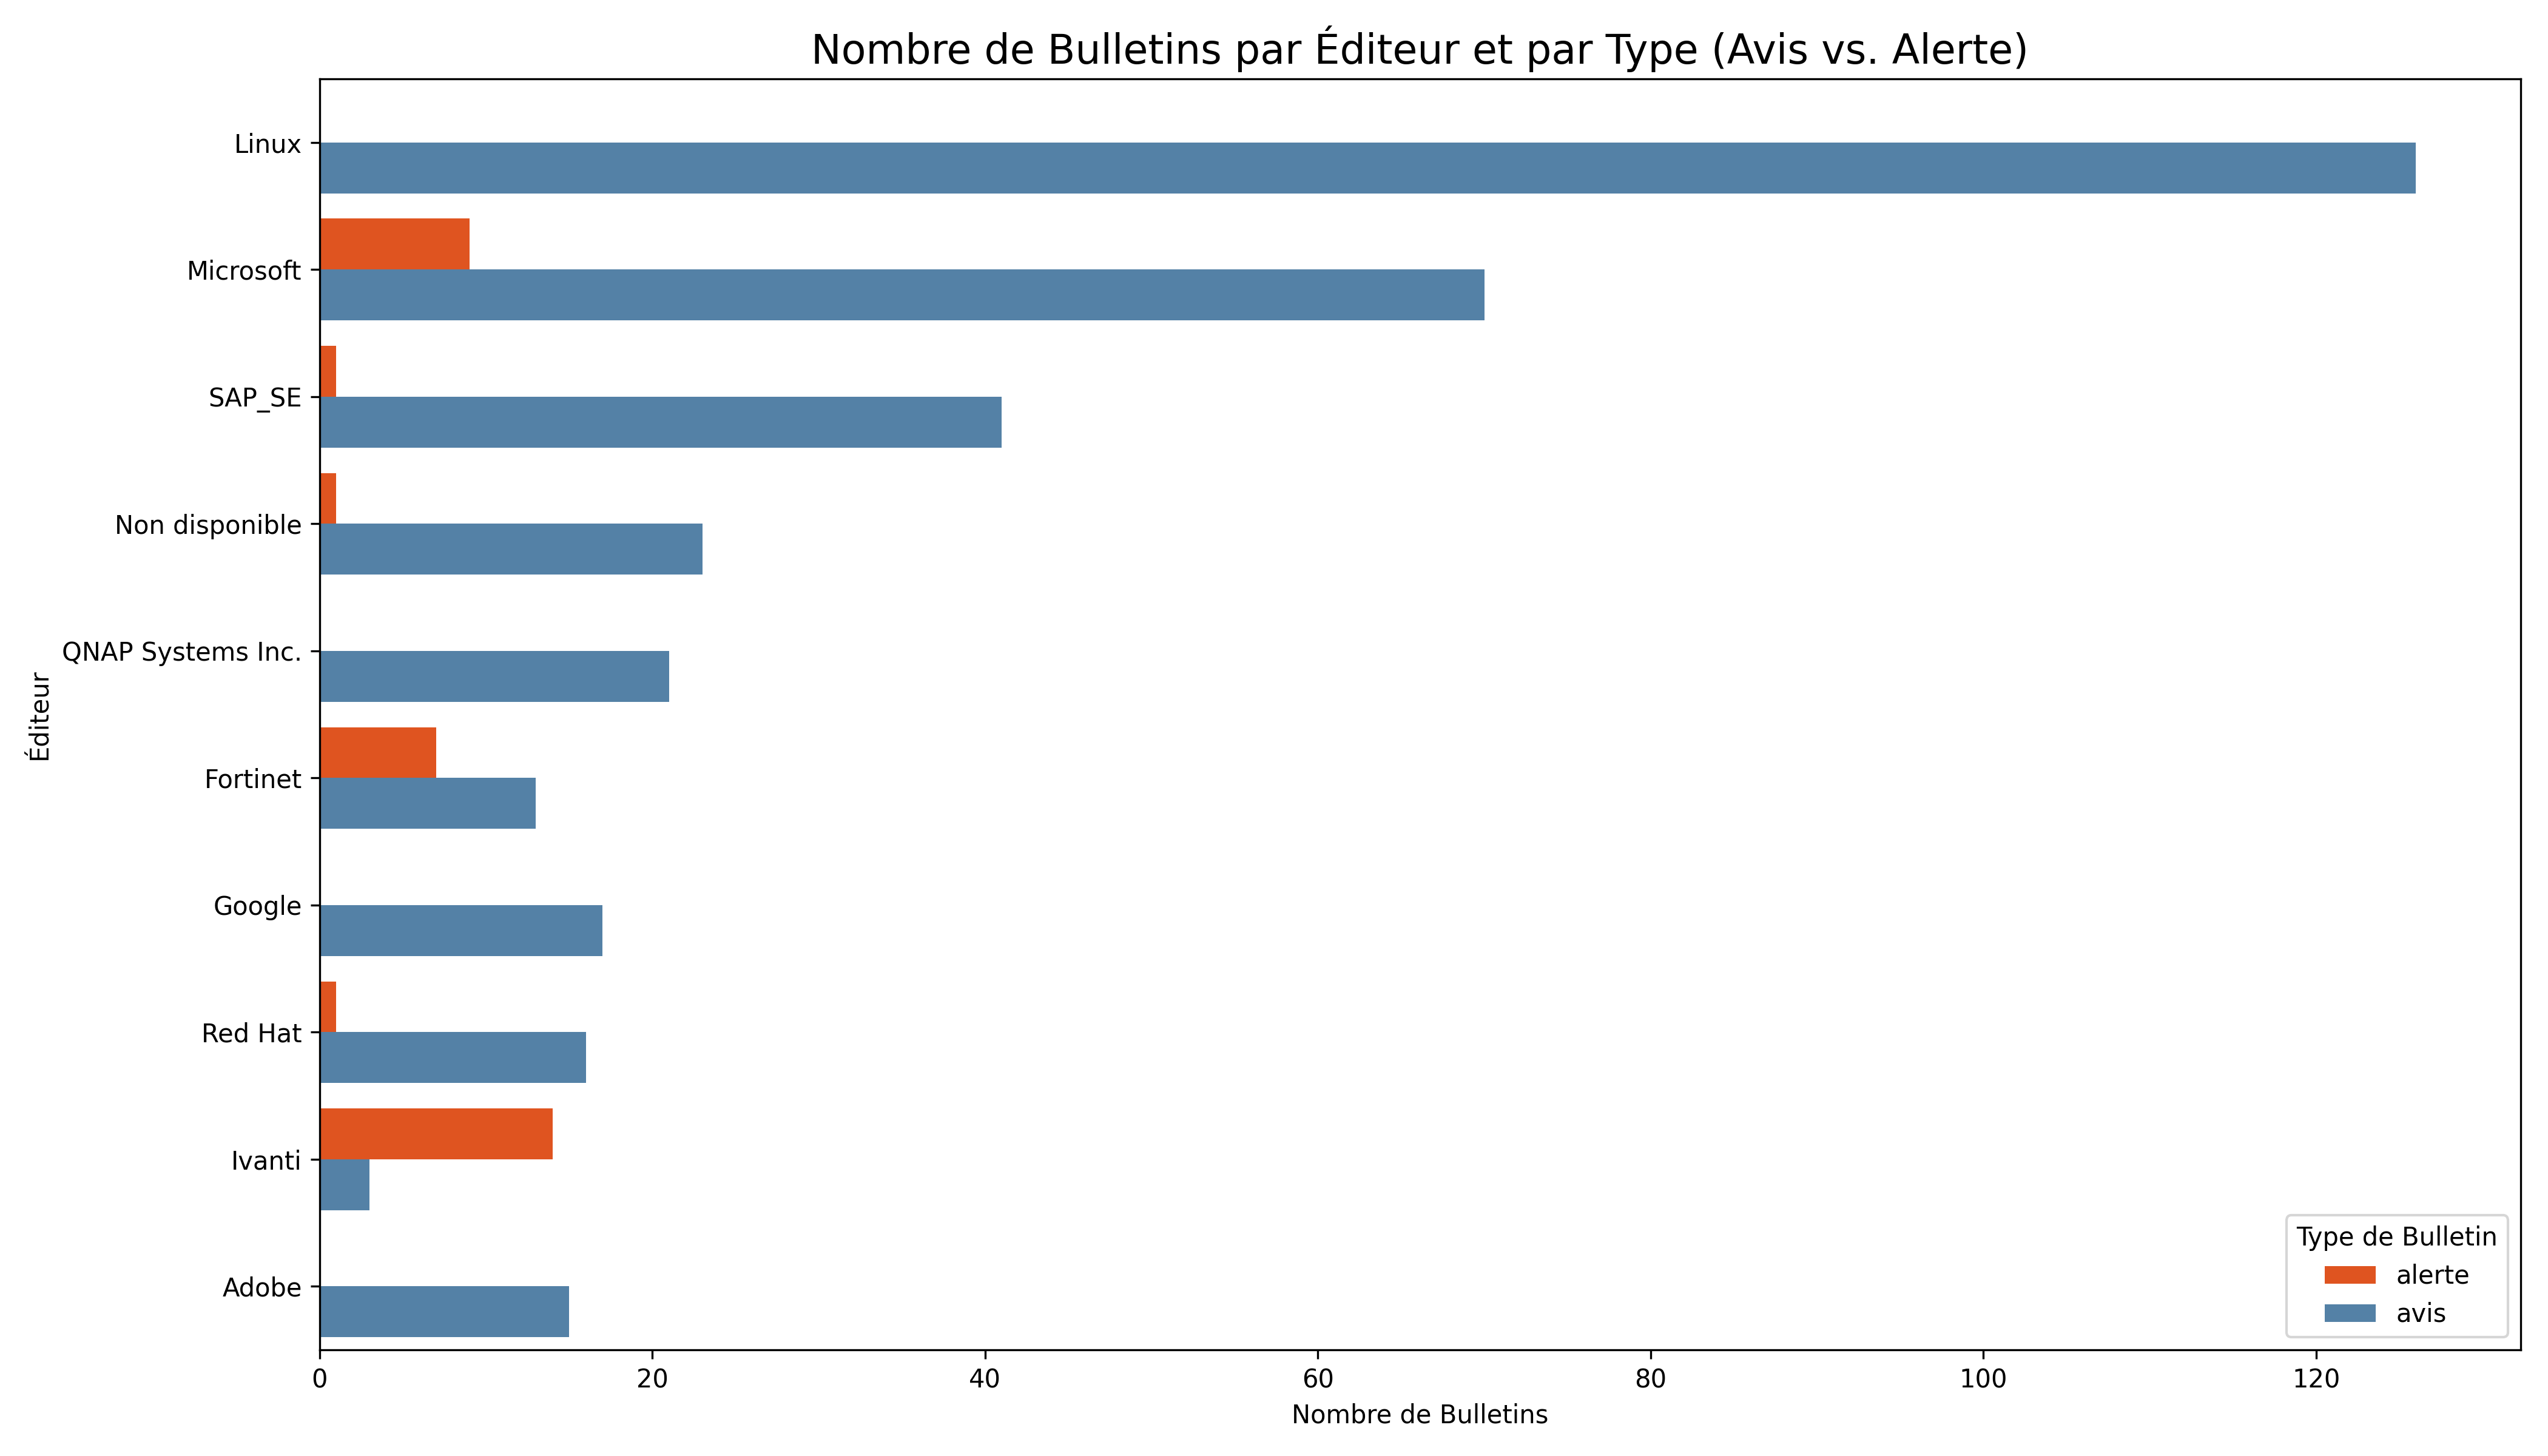 Nombre de Bulletins par Éditeur et par Type (Avis vs. Alerte)
Éditeur
Linux
Microsoft
SAP_SE
Non disponible
QNAP Systems Inc.
Fortinet
Google
Red Hat
Ivanti
Adobe
Type de Bulletin
alerte
avis
0 20 40 60 80 100 120
Nombre de Bulletins